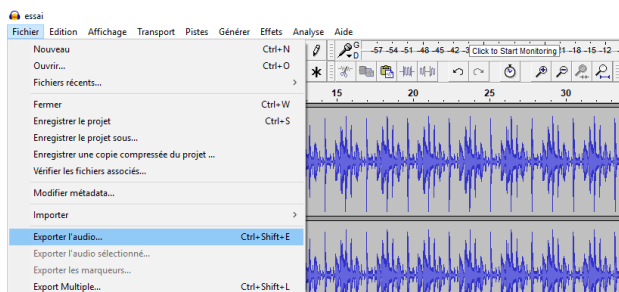 essai
Fichier Edition Affichage Transport Pistes Générer Effets Analyse Aide
Nouveau Ctrl+N
Ouvrir... Ctrl+O
Fichiers récents... >
Fermer Ctrl+W
Enregistrer le projet Ctrl+S
Enregistrer le projet sous...
Enregistrer une copie compressée du projet ...
Vérifier les fichiers associés...
Modifier métadata...
Importer >
Exporter l'audio... Ctrl+Shift+E
Exporter l'audio sélectionné...
Exporter les marqueurs...
Export Multiple... Ctrl+Shift+L
G
D
-57 -54 -51 -48 -45 -42 Click to Start Monitoring -18 -15 -12
15 20 25 30